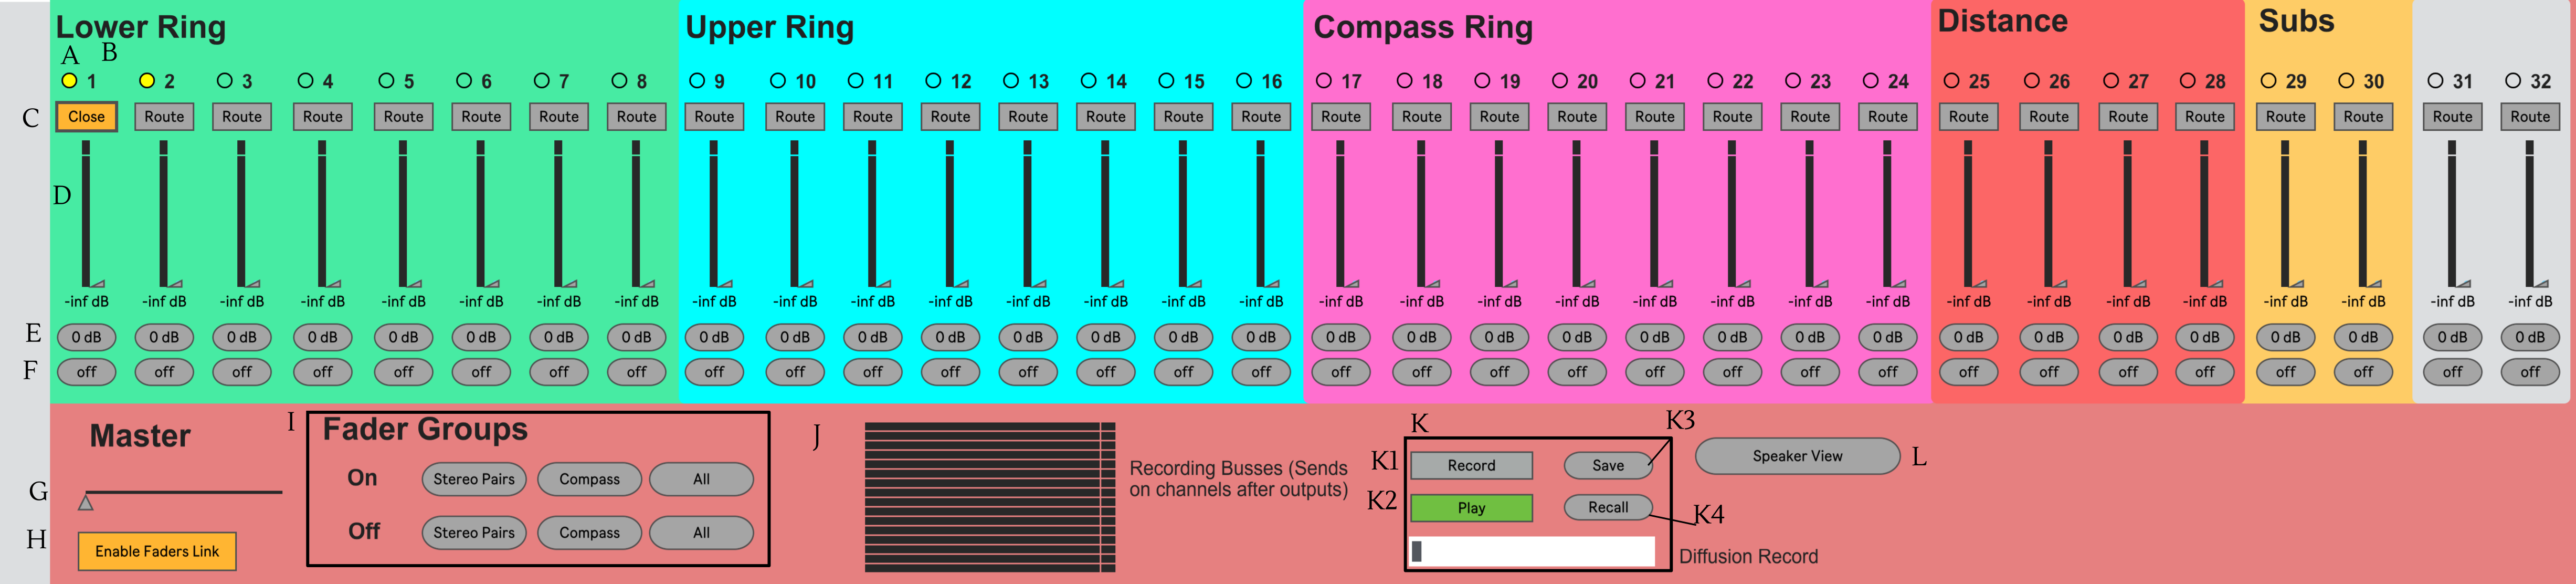 Lower Ring Upper Ring Compass Ring Distance Subs
A B
1 2 3 4 5 6 7 8 9 10 11 12 13 14 15 16 17 18 19 20 21 22 23 24 25 26 27 28 29 30 31 32
C Close Route Route Route Route Route Route Route Route Route Route Route Route Route Route Route Route Route Route Route Route Route Route Route Route Route Route Route Route Route Route Route
D
-inf dB -inf dB -inf dB -inf dB -inf dB -inf dB -inf dB -inf dB -inf dB -inf dB -inf dB -inf dB -inf dB -inf dB -inf dB -inf dB -inf dB -inf dB -inf dB -inf dB -inf dB -inf dB -inf dB -inf dB -inf dB -inf dB -inf dB -inf dB -inf dB -inf dB -inf dB -inf dB
E 0 dB 0 dB 0 dB 0 dB 0 dB 0 dB 0 dB 0 dB 0 dB 0 dB 0 dB 0 dB 0 dB 0 dB 0 dB 0 dB 0 dB 0 dB 0 dB 0 dB 0 dB 0 dB 0 dB 0 dB 0 dB 0 dB 0 dB 0 dB 0 dB 0 dB 0 dB 0 dB
F off off off off off off off off off off off off off off off off off off off off off off off off off off off off off off off off
Master
G
H Enable Faders Link
I Fader Groups
On Stereo Pairs Compass All
Off Stereo Pairs Compass All
J
Recording Busses (Sends
on channels after outputs)
K K3
K1 Record Save
K2 Play Recall K4
Diffusion Record
Speaker View L